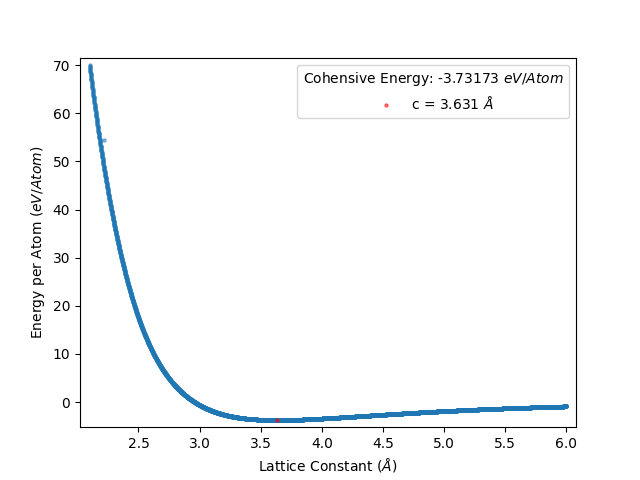 Cohensive Energy: -3.73173 eV/Atom
c = 3.631 Å
Energy per Atom (eV/Atom)
70
60
50
40
30
20
10
0
2.5 3.0 3.5 4.0 4.5 5.0 5.5 6.0
Lattice Constant (Å)